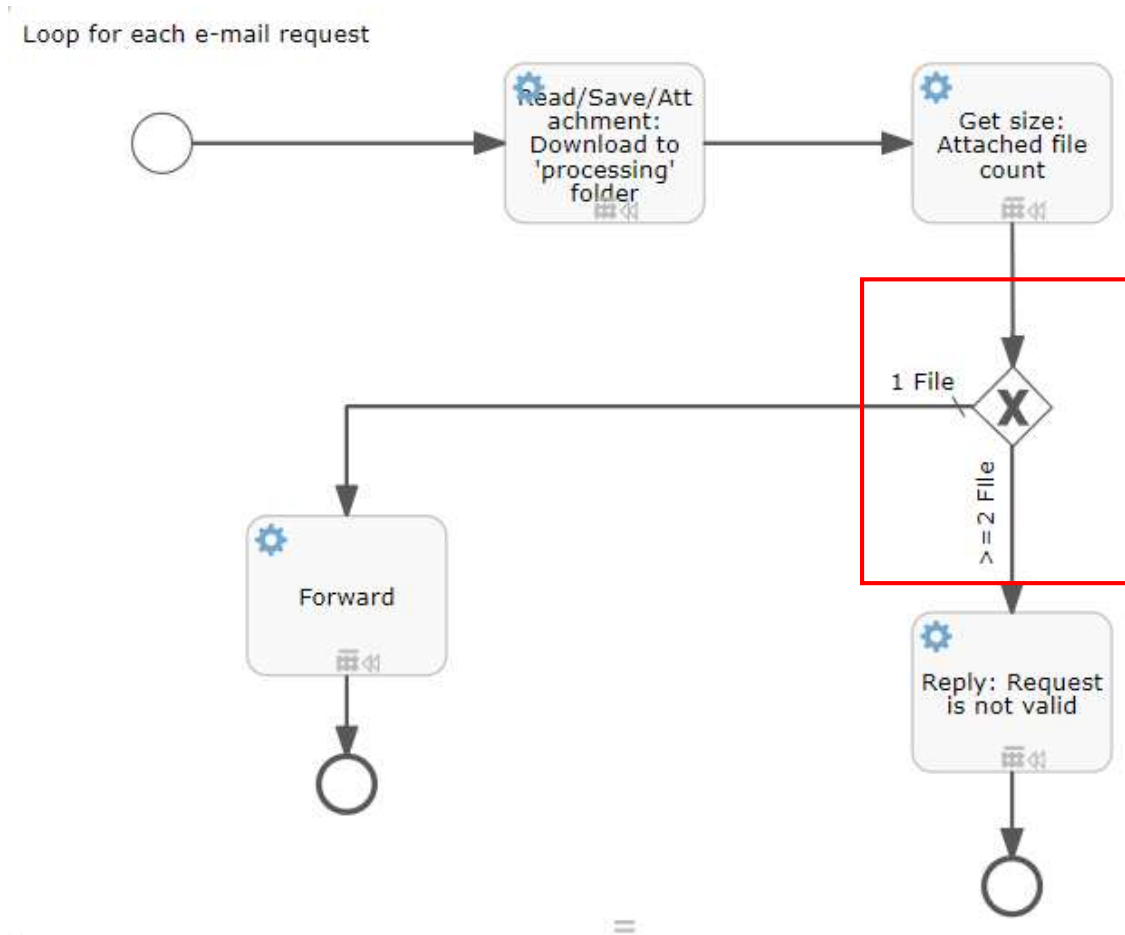 Loop for each e-mail request
Read/Save/Att
achment:
Download to
'processing'
folder
Get size:
Attached file
count
1 File
>=2 File
Forward
Reply: Request
is not valid